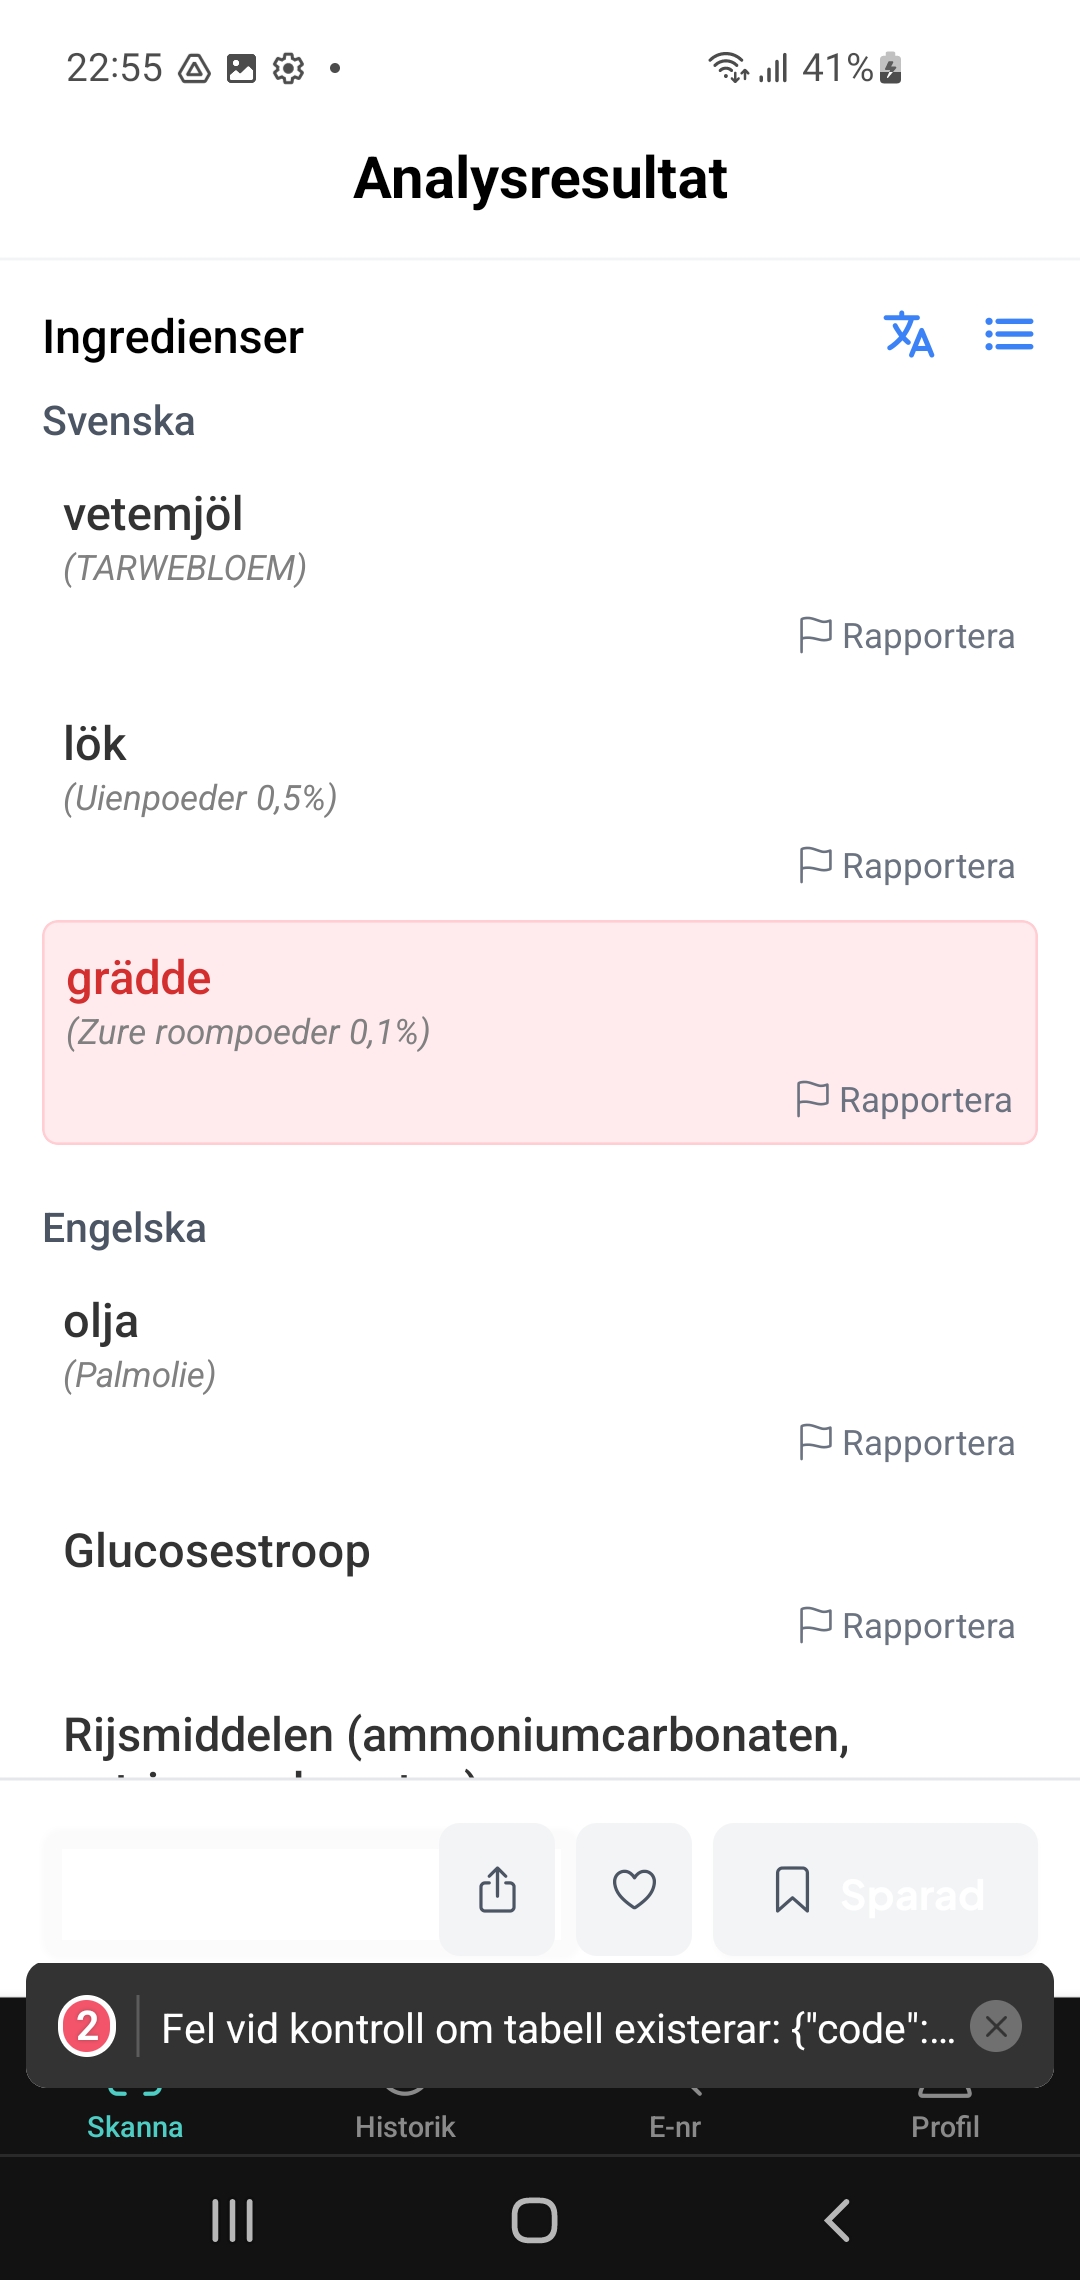 22:55
41%
Analysresultat
Ingredienser
Svenska
vetemjöl
(TARWEBLOEM)
Rapportera
lök
(Uienpoeder 0,5%)
Rapportera
grädde
(Zure roompoeder 0,1%)
Rapportera
Engelska
olja
(Palmolie)
Rapportera
Glucosestroop
Rapportera
Rijsmiddelen (ammoniumcarbonaten,
Sparad
2
Fel vid kontroll om tabell existerar: {"code":...
Skanna
Historik
E-nr
Profil